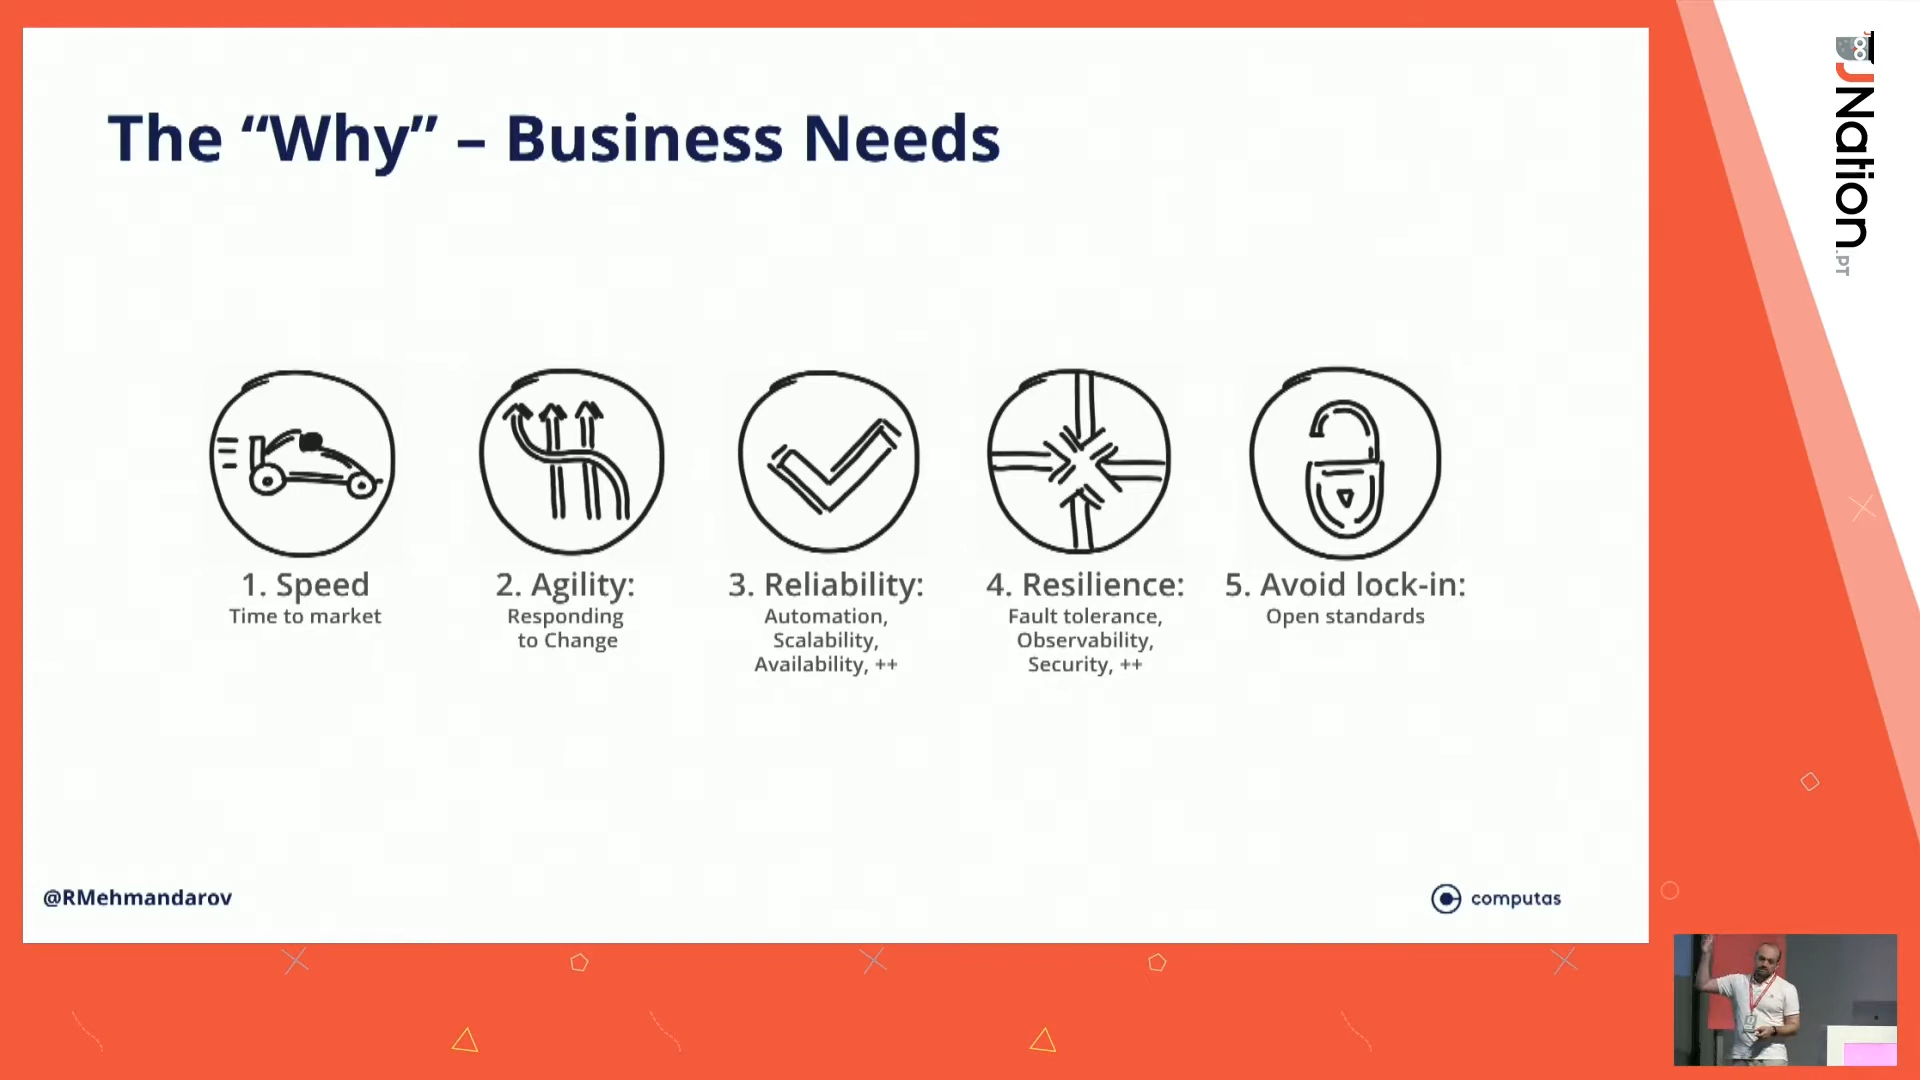 The “Why” – Business Needs
1. Speed
Time to market
2. Agility:
Responding
to Change
3. Reliability:
Automation,
Scalability,
Availability, ++
4. Resilience:
Fault tolerance,
Observability,
Security, ++
5. Avoid lock-in:
Open standards
@RMehmandarov
computas
JNation.PT